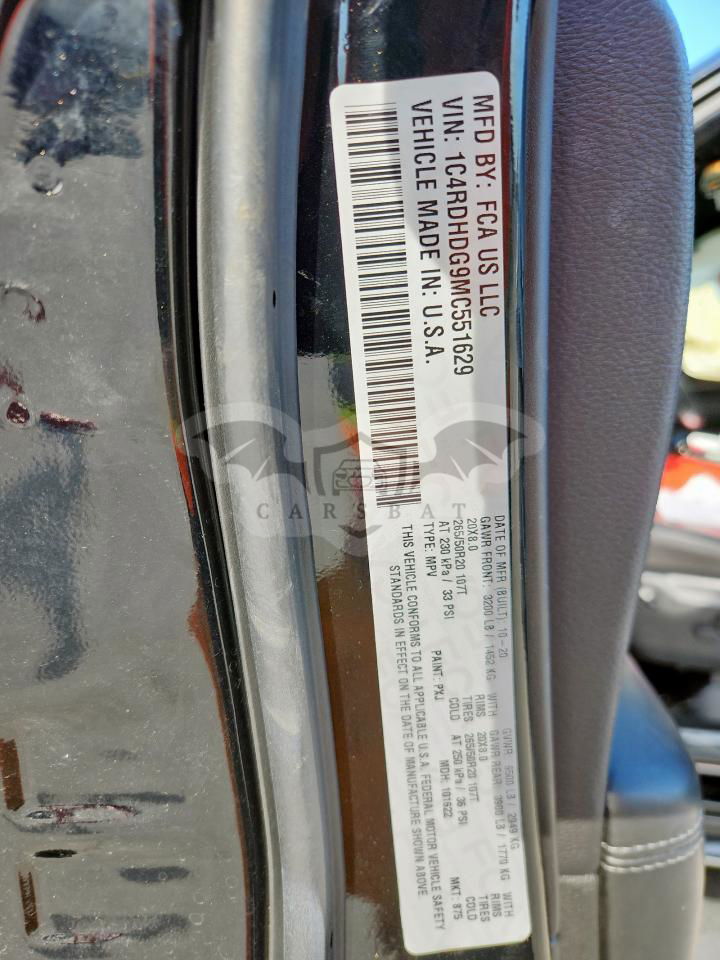 MFD BY: FCA US LLC
VIN: 1C4RDHDG9MC551629
VEHICLE MADE IN: U.S.A.
DATE OF MFR (BUILT): 10-20 GVWR: 6500 LB / 2949 KG
GAWR FRONT: 3200 LB / 1452 KG WITH GAWR REAR: 3900 LB / 1770 KG WITH
20X8.0 RIMS 20X8.0 RIMS
265/50R20 107T TIRES 265/50R20 107T TIRES
AT 230 kPa / 33 PSI COLD AT 250 kPa / 36 PSI COLD
TYPE: MPV PAINT: PXJ MDH: 101622 MKT: 875
THIS VEHICLE CONFORMS TO ALL APPLICABLE U.S.A. FEDERAL MOTOR VEHICLE SAFETY
STANDARDS IN EFFECT ON THE DATE OF MANUFACTURE SHOWN ABOVE
CARSBAT